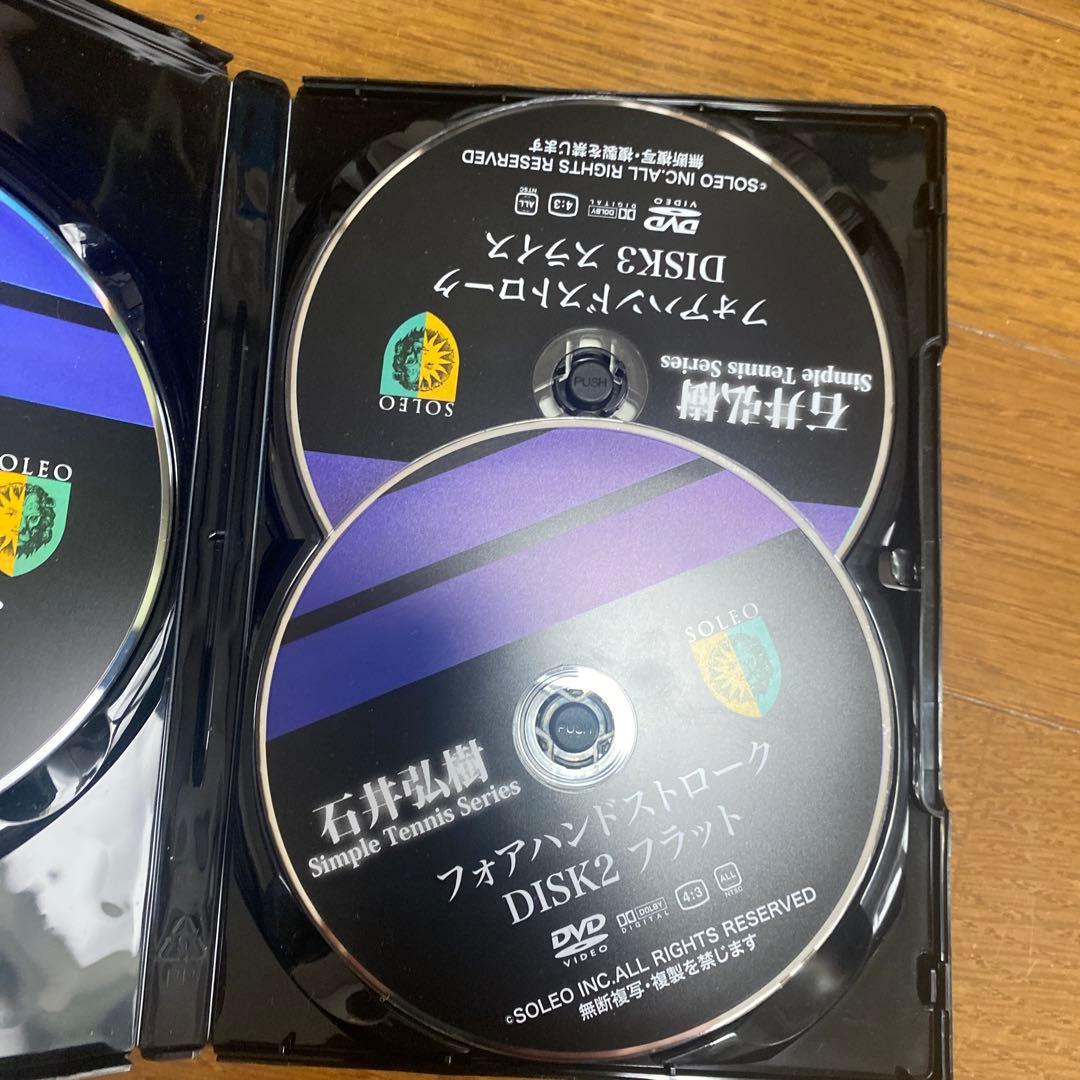 ©SOLEO INC.ALL RIGHTS RESERVED
無断複写・複製を禁じます
DVD VIDEO
DOLBY DIGITAL
4:3
ALL NTSC
フォアハンドストローク
DISK3 スライス
石井弘樹
Simple Tennis Series
SOLEO
PUSH
OLEO
SOLEO
PUSH
石井弘樹
Simple Tennis Series
フォアハンドストローク
DISK2 フラット
DVD VIDEO
DOLBY DIGITAL
4:3
ALL NTSC
©SOLEO INC.ALL RIGHTS RESERVED
無断複写・複製を禁じます